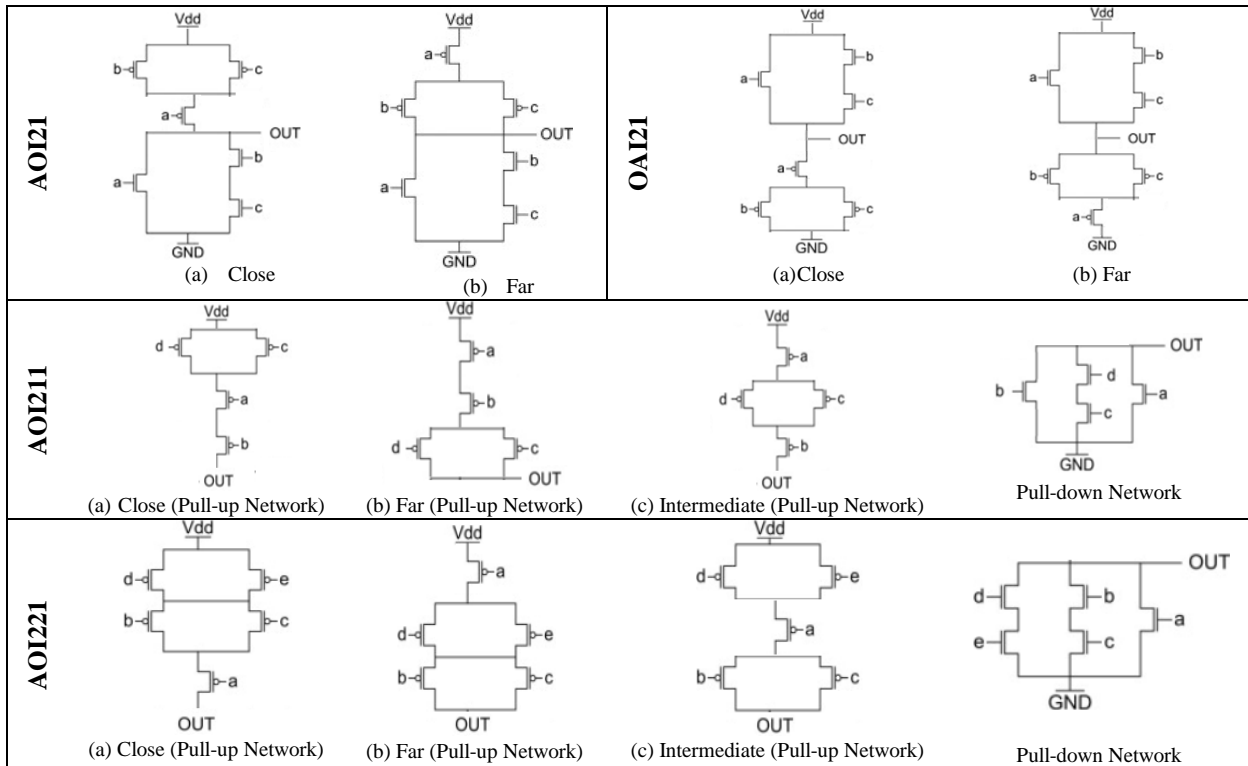 AOI21
Vdd
b
c
a
OUT
b
a
c
GND
(a) Close
Vdd
a
b
c
OUT
b
a
c
GND
(b) Far
OAI21
Vdd
b
a
c
OUT
a
b
c
GND
(a)Close
Vdd
b
a
c
OUT
b
c
a
GND
(b) Far
AOI211
Vdd
d
c
a
b
OUT
(a) Close (Pull-up Network)
Vdd
a
b
d
c
OUT
(b) Far (Pull-up Network)
Vdd
a
d
c
b
OUT
(c) Intermediate (Pull-up Network)
OUT
d
b
a
c
GND
Pull-down Network
AOI221
Vdd
d
e
b
c
a
OUT
(a) Close (Pull-up Network)
Vdd
a
d
e
b
c
OUT
(b) Far (Pull-up Network)
Vdd
d
e
a
b
c
OUT
(c) Intermediate (Pull-up Network)
OUT
d
b
a
e
c
GND
Pull-down Network